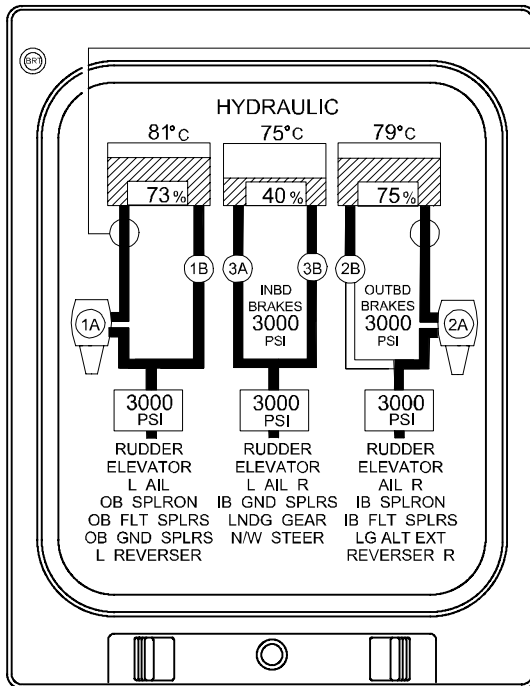 BRT
HYDRAULIC
81°C 75°C 79°C
73% 40% 75%
1B 3A 3B 2B
INBD
BRAKES
3000
PSI
OUTBD
BRAKES
3000
PSI
1A 2A
3000
PSI
3000
PSI
3000
PSI
RUDDER
ELEVATOR
L AIL
OB SPLRON
OB FLT SPLRS
OB GND SPLRS
L REVERSER
RUDDER
ELEVATOR
L AIL R
IB GND SPLRS
LNDG GEAR
N/W STEER
RUDDER
ELEVATOR
AIL R
IB SPLRON
IB FLT SPLRS
LG ALT EXT
REVERSER R